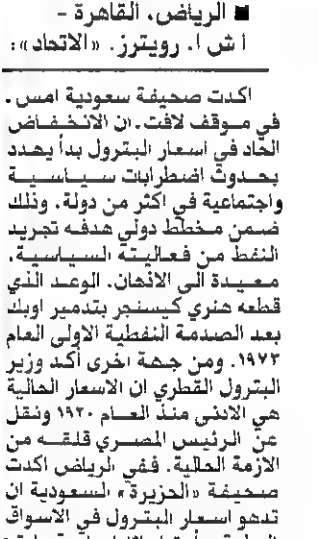 ■ الرياض، القاهرة -
أ ش ا. رويترز. «الاتحاد»:
اكدت صحيفة سعودية امس.
في موقف لافت. ان الانخفاض
الحاد في اسعار البترول بدأ يهدد
بحدوث اضطرابات سياسية
واجتماعية في اكثر من دولة. وذلك
ضمن مخطط دولي هدفه تجريد
النفط من فعاليته السياسية.
معيدة الى الاذهان. الوعد الذي
قطعه هنري كيسنجر بتدمير اوبك
بعد الصدمة النفطية الاولى العام
١٩٧٣. ومن جهة اخرى أكد وزير
البترول القطري ان الاسعار الحالية
هي الادنى منذ العام ١٩٢٠ ونقل
عن الرئيس المصري قلقه من
الازمة الحالية. ففي الرياض اكدت
صحيفة «الجزيرة» السعودية ان
تدهو اسعار البترول في الاسواق